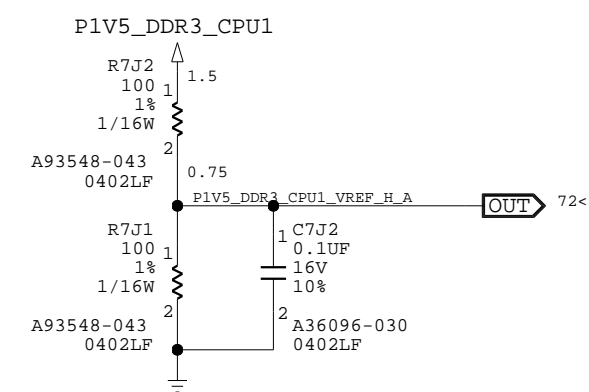 P1V5_DDR3_CPU1
R7J2
1.5
100
1
1%
1/16W
2
A93548-043
0.75
0402LF
P1V5_DDR3_CPU1_VREF_H_A
OUT
72<
R7J1
100
1
1%
1/16W
2
A93548-043
0402LF
1
C7J2
0.1UF
16V
10%
2
A36096-030
0402LF